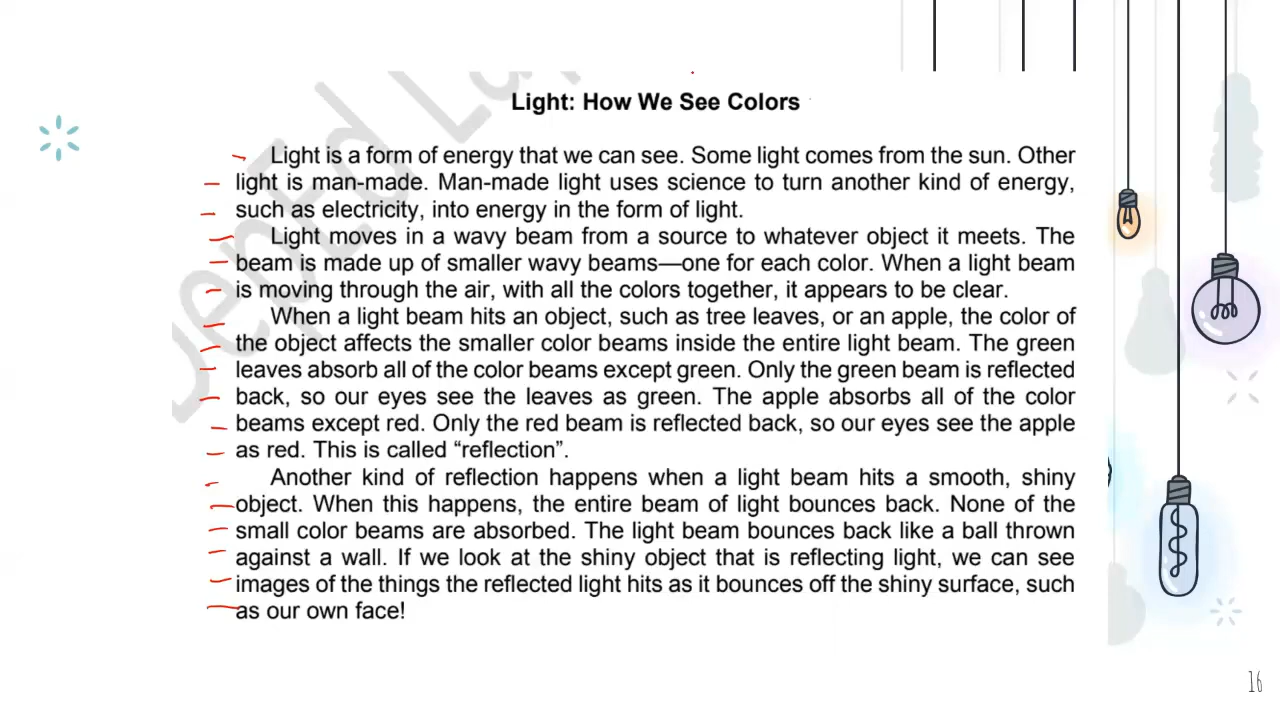 Light: How We See Colors
Light is a form of energy that we can see. Some light comes from the sun. Other
light is man-made. Man-made light uses science to turn another kind of energy,
such as electricity, into energy in the form of light.
Light moves in a wavy beam from a source to whatever object it meets. The
beam is made up of smaller wavy beams—one for each color. When a light beam
is moving through the air, with all the colors together, it appears to be clear.
When a light beam hits an object, such as tree leaves, or an apple, the color of
the object affects the smaller color beams inside the entire light beam. The green
leaves absorb all of the color beams except green. Only the green beam is reflected
back, so our eyes see the leaves as green. The apple absorbs all of the color
beams except red. Only the red beam is reflected back, so our eyes see the apple
as red. This is called “reflection”.
Another kind of reflection happens when a light beam hits a smooth, shiny
object. When this happens, the entire beam of light bounces back. None of the
small color beams are absorbed. The light beam bounces back like a ball thrown
against a wall. If we look at the shiny object that is reflecting light, we can see
images of the things the reflected light hits as it bounces off the shiny surface, such
as our own face!
16